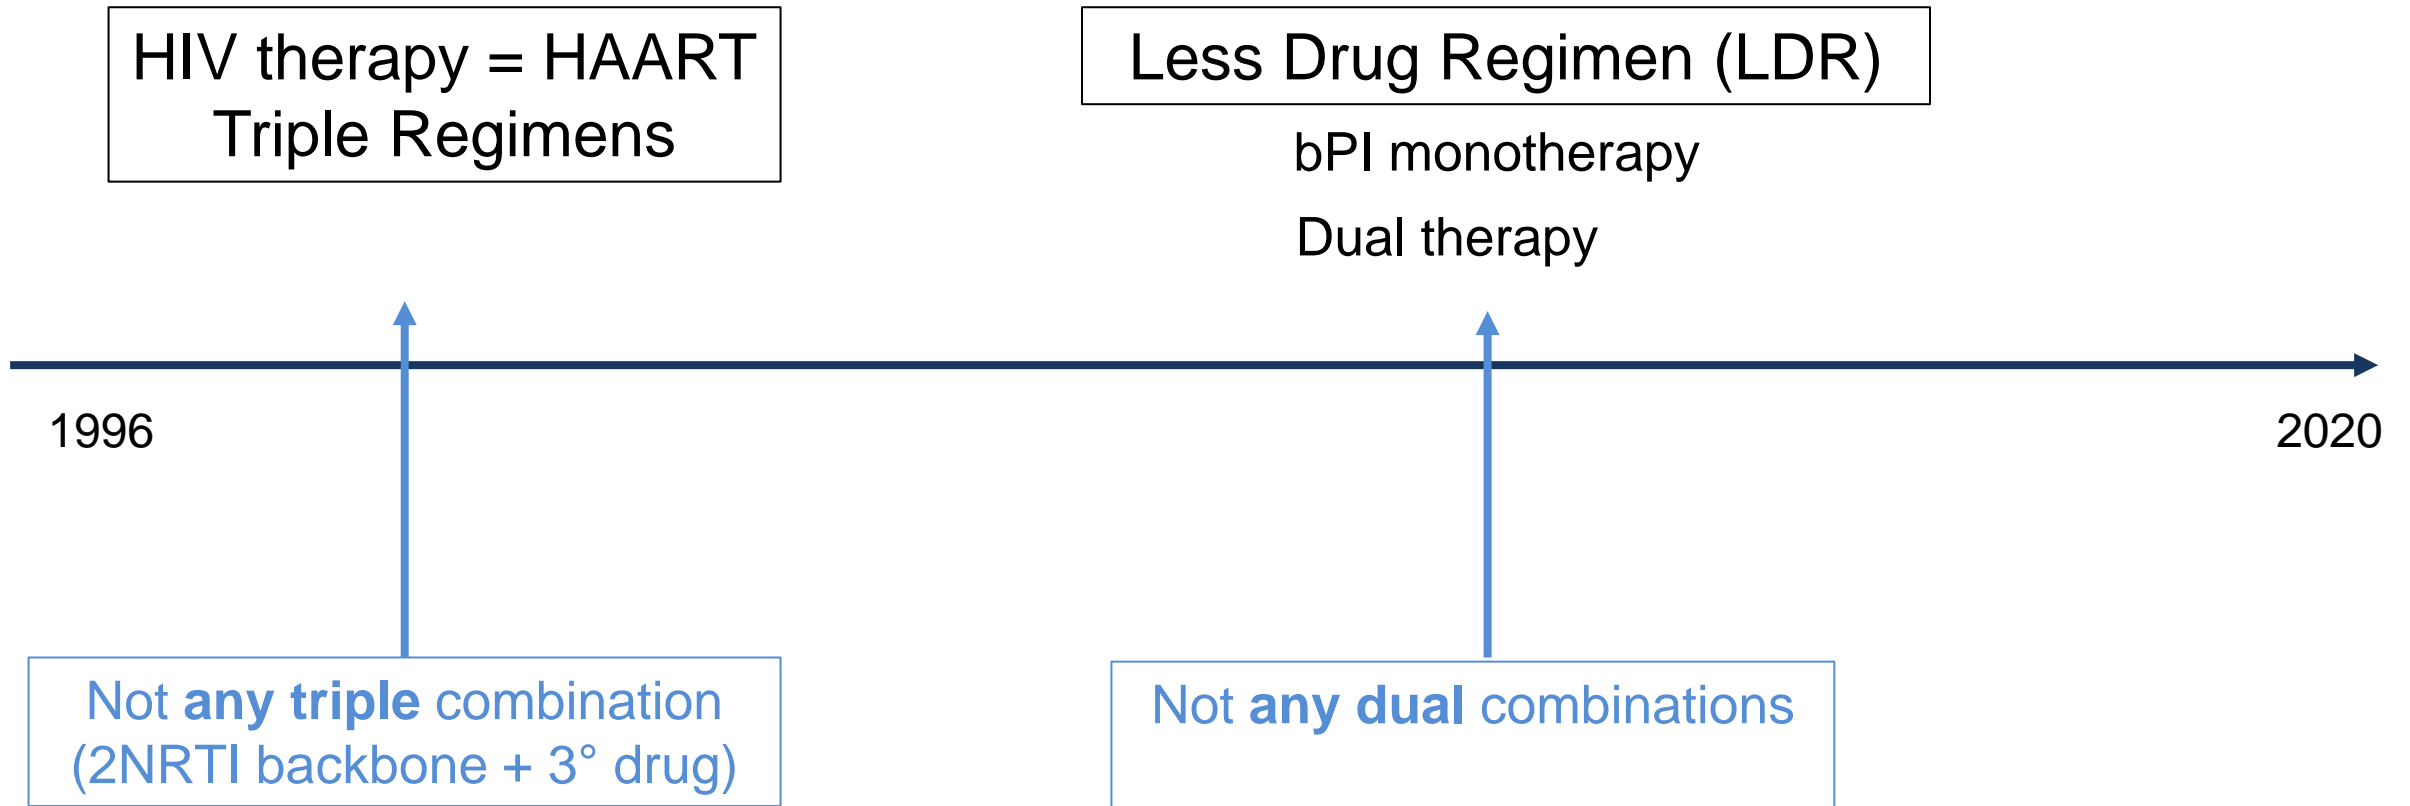 HIV therapy = HAART
Triple Regimens
Less Drug Regimen (LDR)
bPI monotherapy
Dual therapy
1996
2020
Not any triple combination
(2NRTI backbone + 3° drug)
Not any dual combinations